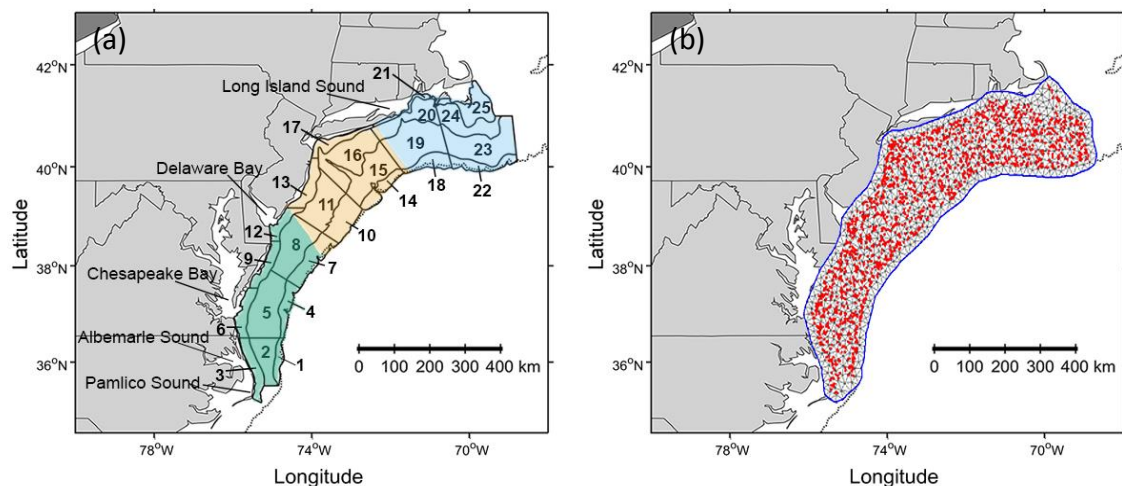 (a)
42°N
40°N
38°N
36°N
78°W
74°W
70°W
Latitude
Longitude
Long Island Sound
Delaware Bay
Chesapeake Bay
Albemarle Sound
Pamlico Sound
21
20
24
25
17
16
19
23
15
18
22
13
14
11
12
10
8
9
7
5
4
6
2
1
3
0 100 200 300 400 km
(b)
42°N
40°N
38°N
36°N
78°W
74°W
70°W
Latitude
Longitude
0 100 200 300 400 km